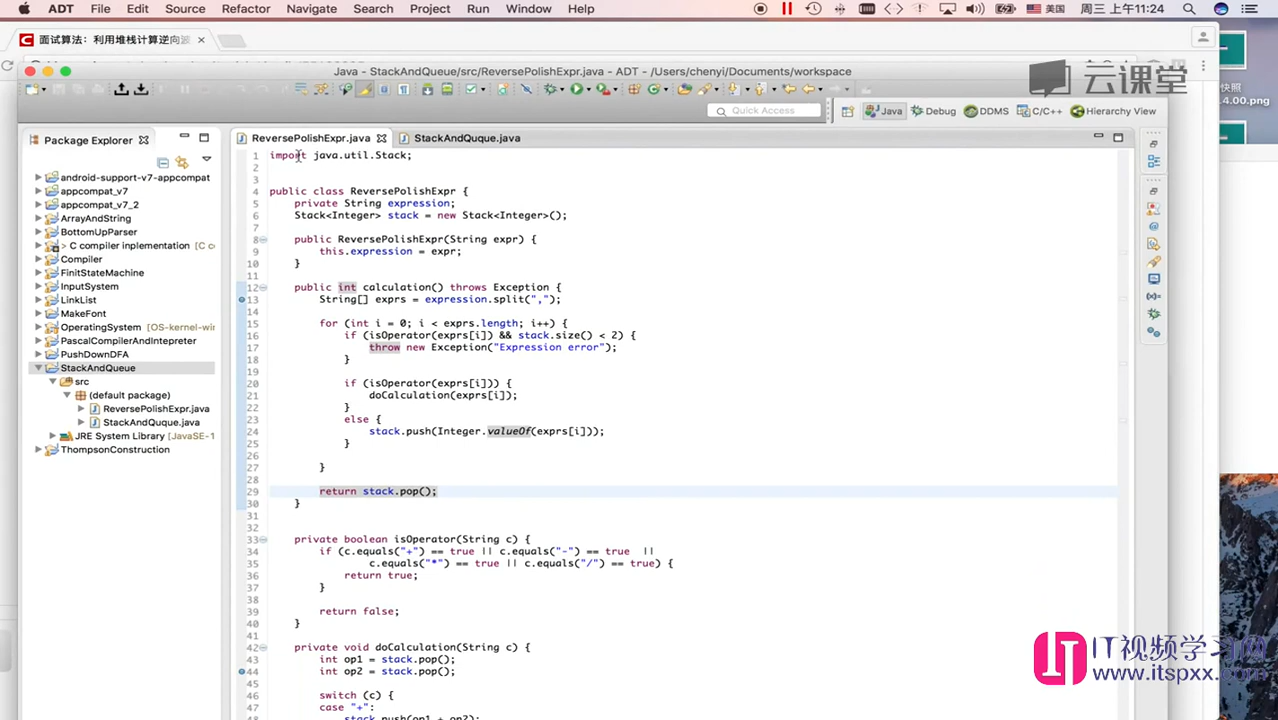 ADT File Edit Source Refactor Navigate Search Project Run Window Help 美国 周三 上午11:24
面试算法：利用堆栈计算逆向波
Java - StackAndQueue/src/ReversePolishExpr.java - ADT - /Users/chenyi/Documents/workspace
云课堂
快照
4.00.png
Quick Access Java Debug DDMS C/C++ Hierarchy View
Package Explorer
android-support-v7-appcompat
appcompat_v7
appcompat_v7_2
ArrayAndString
BottomUpParser
> C compiler inplementation [C c
Compiler
FinitStateMachine
InputSystem
LinkList
MakeFont
OperatingSystem [OS-kernel-wir
PascalCompilerAndIntepreter
PushDownDFA
StackAndQueue
src
(default package)
ReversePolishExpr.java
StackAndQuque.java
JRE System Library [JavaSE-1
ThompsonConstruction
ReversePolishExpr.java StackAndQuque.java
1 import java.util.Stack;
2
3
4 public class ReversePolishExpr {
5 private String expression;
6 Stack<Integer> stack = new Stack<Integer>();
7
8 public ReversePolishExpr(String expr) {
9 this.expression = expr;
10 }
11
12 public int calculation() throws Exception {
13 String[] exprs = expression.split(",");
14
15 for (int i = 0; i < exprs.length; i++) {
16 if (isOperator(exprs[i]) && stack.size() < 2) {
17 throw new Exception("Expression error");
18 }
19
20 if (isOperator(exprs[i])) {
21 doCalculation(exprs[i]);
22 }
23 else {
24 stack.push(Integer.valueOf(exprs[i]));
25 }
26
27 }
28
29 return stack.pop();
30 }
31
32
33 private boolean isOperator(String c) {
34 if (c.equals("+") == true || c.equals("-") == true ||
35 c.equals("*") == true || c.equals("/") == true) {
36 return true;
37 }
38
39 return false;
40 }
41
42 private void doCalculation(String c) {
43 int op1 = stack.pop();
44 int op2 = stack.pop();
45
46 switch (c) {
47 case "+":
48 stack.push(op1 + op2);
IT视频学习网
www.itspxx.com